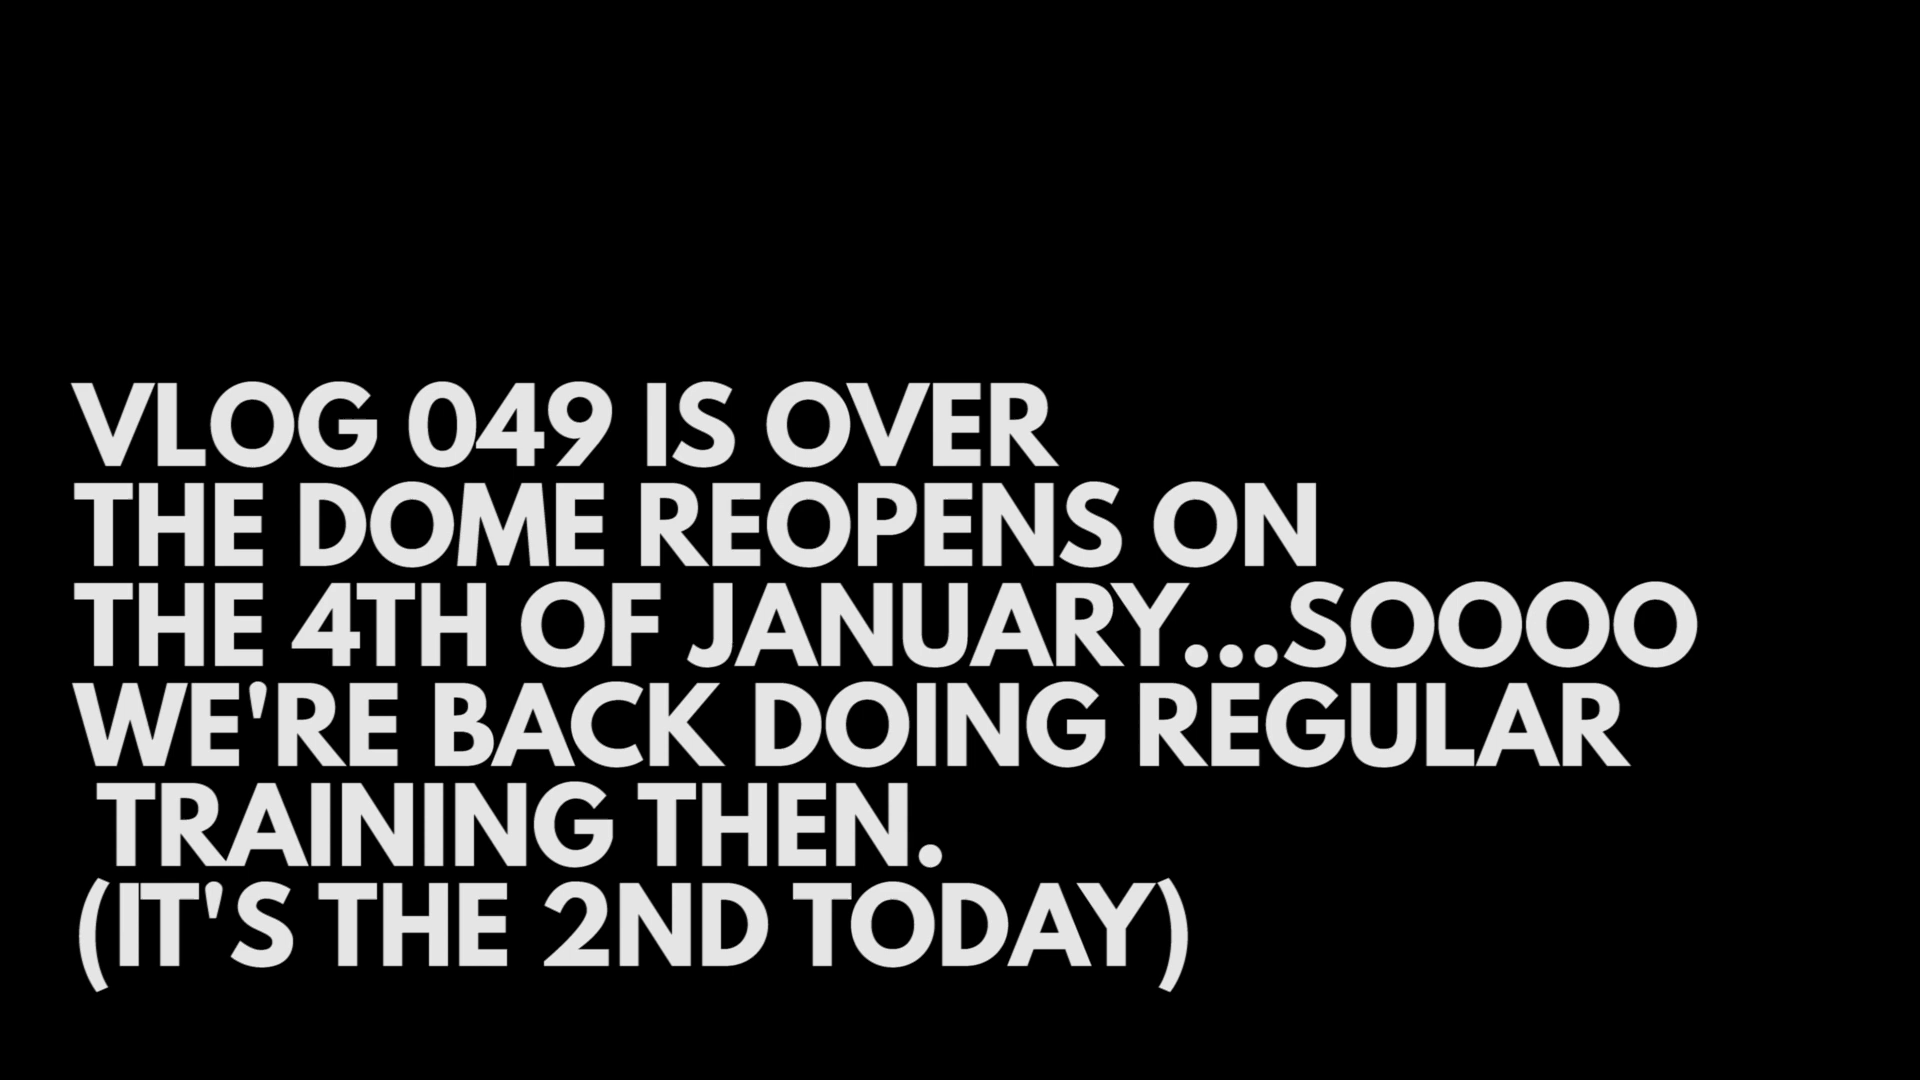 VLOG 049 IS OVER
THE DOME REOPENS ON
THE 4TH OF JANUARY...SOOOO
WE'RE BACK DOING REGULAR
TRAINING THEN.
(IT'S THE 2ND TODAY)